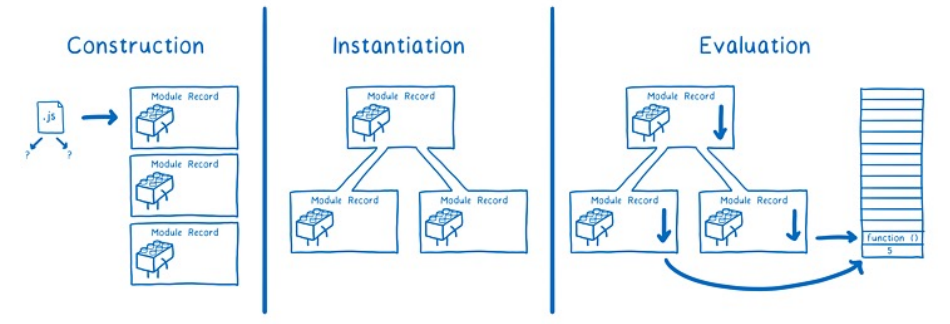 Construction
.js
?
?
Module Record
Module Record
Module Record
Instantiation
Module Record
Module Record
Module Record
Evaluation
Module Record
Module Record
Module Record
function ()
5